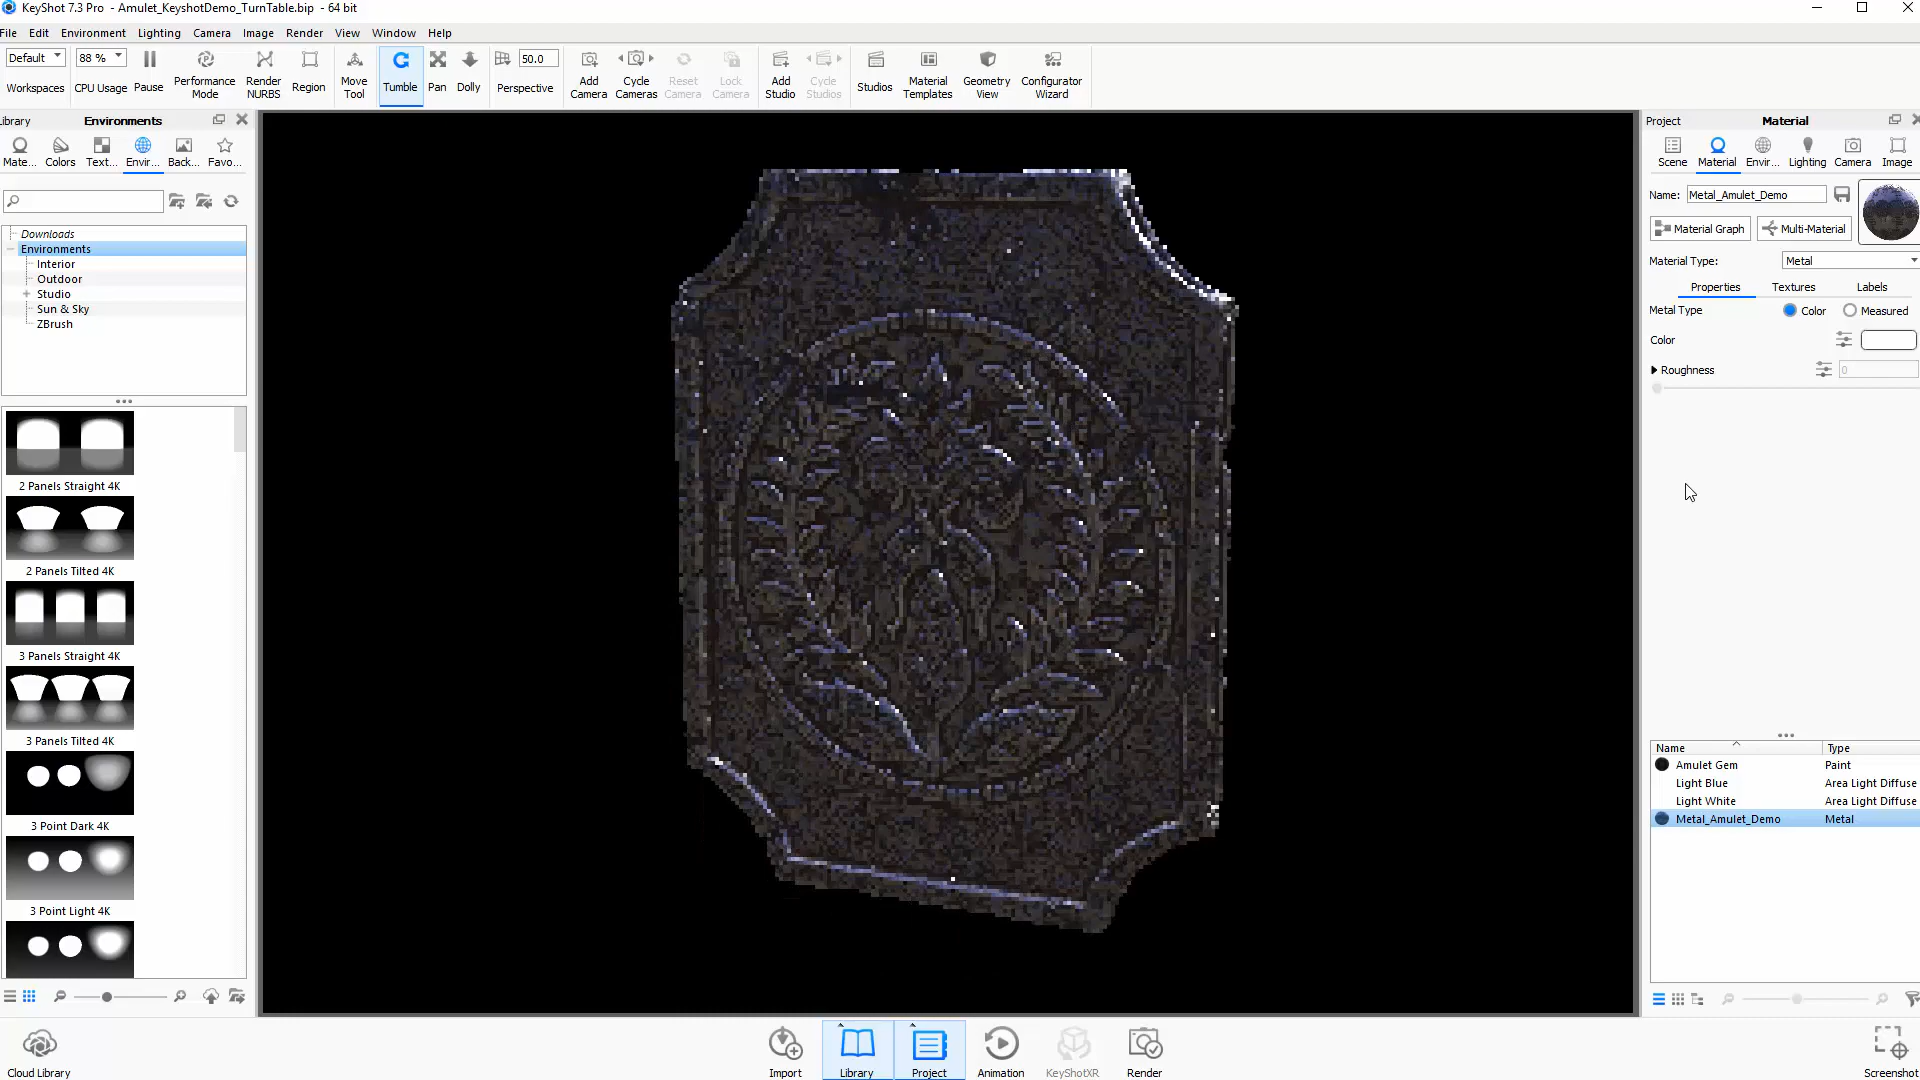 KeyShot 7.3 Pro - Amulet_KeyshotDemo_TurnTable.bip - 64 bit
File Edit Environment Lighting Camera Image Render View Window Help
Default 88 % 50.0
Workspaces CPU Usage Pause Performance Mode Render NURBS Region Move Tool Tumble Pan Dolly Perspective Add Camera Cycle Cameras Reset Camera Lock Camera Add Studio Cycle Studios Studios Material Templates Geometry View Configurator Wizard
Library Environments
Mate... Colors Text... Envir... Back... Favo...
Downloads
Environments
Interior
Outdoor
Studio
Sun & Sky
ZBrush
2 Panels Straight 4K
2 Panels Tilted 4K
3 Panels Straight 4K
3 Panels Tilted 4K
3 Point Dark 4K
3 Point Light 4K
Project Material
Scene Material Envir... Lighting Camera Image
Name: Metal_Amulet_Demo
Material Graph Multi-Material
Material Type: Metal
Properties Textures Labels
Metal Type Color Measured
Color
Roughness 0
Name Type
Amulet Gem Paint
Light Blue Area Light Diffuse
Light White Area Light Diffuse
Metal_Amulet_Demo Metal
Cloud Library Import Library Project Animation KeyShotXR Render Screenshot